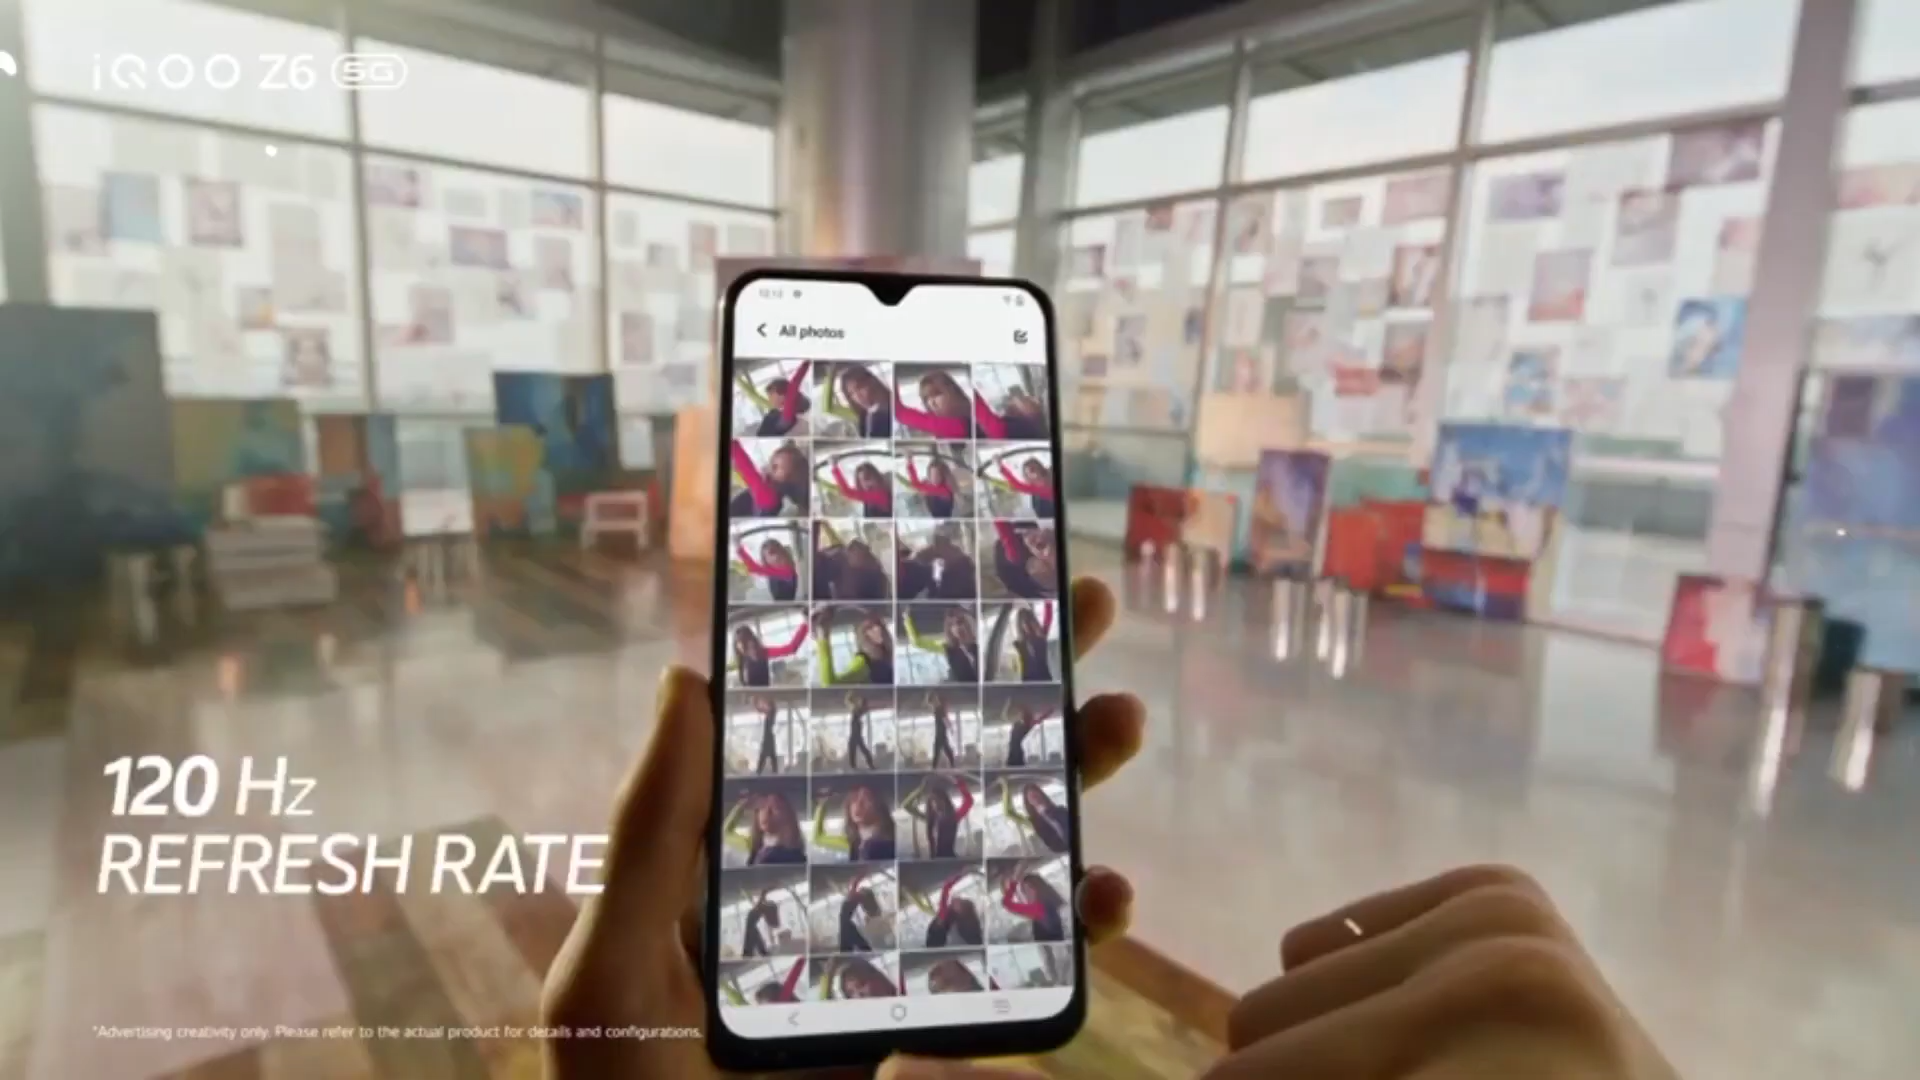 iQOO Z6 5G
All photos
120 Hz
REFRESH RATE
*Advertising creativity only. Please refer to the actual product for details and configurations.